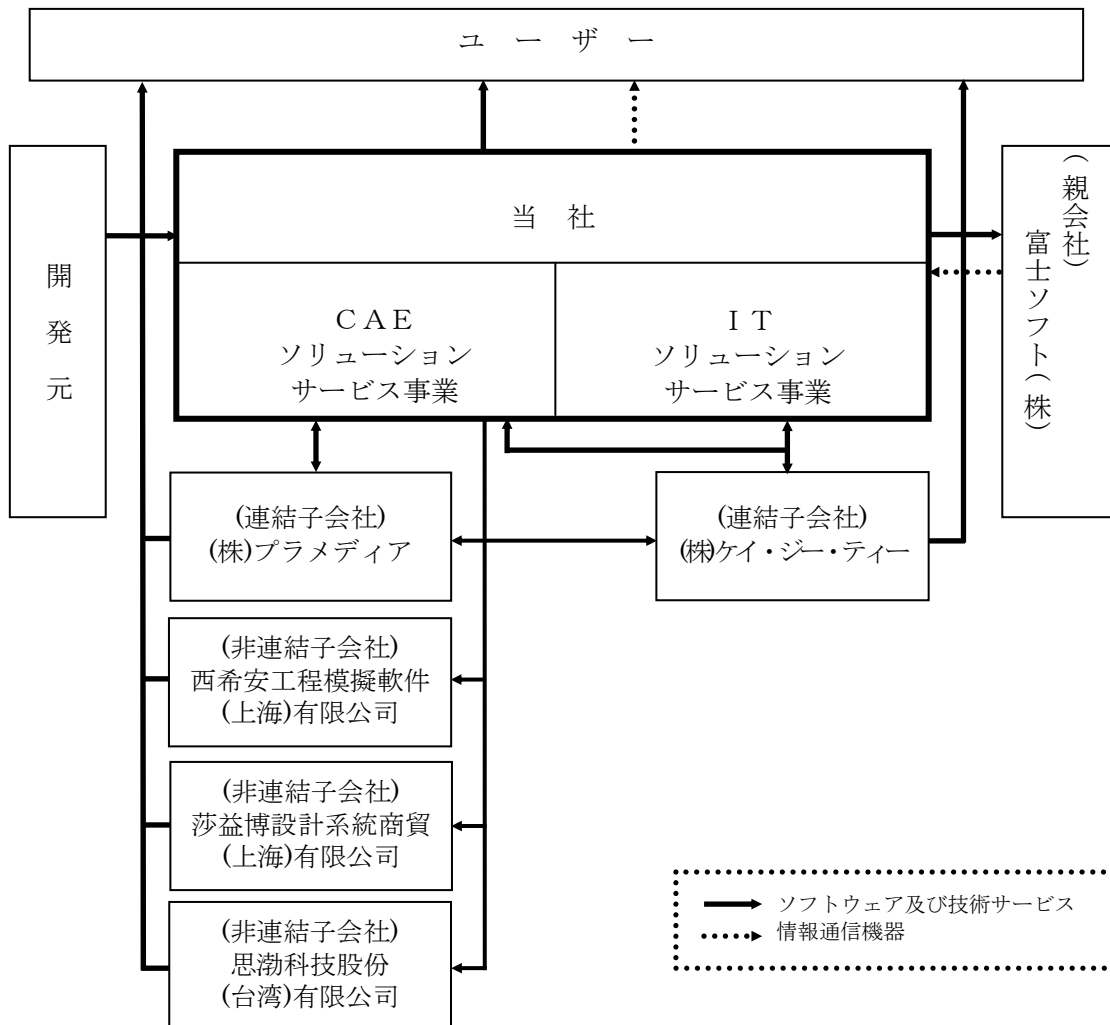 ユ ー ザ ー
開
発
元
当 社
CAE
ソリューション
サービス事業
IT
ソリューション
サービス事業
(親会社)
富士ソフト(株)
(連結子会社)
(株)プラメディア
(連結子会社)
(株)ケイ・ジー・ティー
(非連結子会社)
西希安工程模擬軟件
(上海)有限公司
(非連結子会社)
莎益博設計系統商貿
(上海)有限公司
(非連結子会社)
思渤科技股份
(台湾)有限公司
ソフトウェア及び技術サービス
情報通信機器